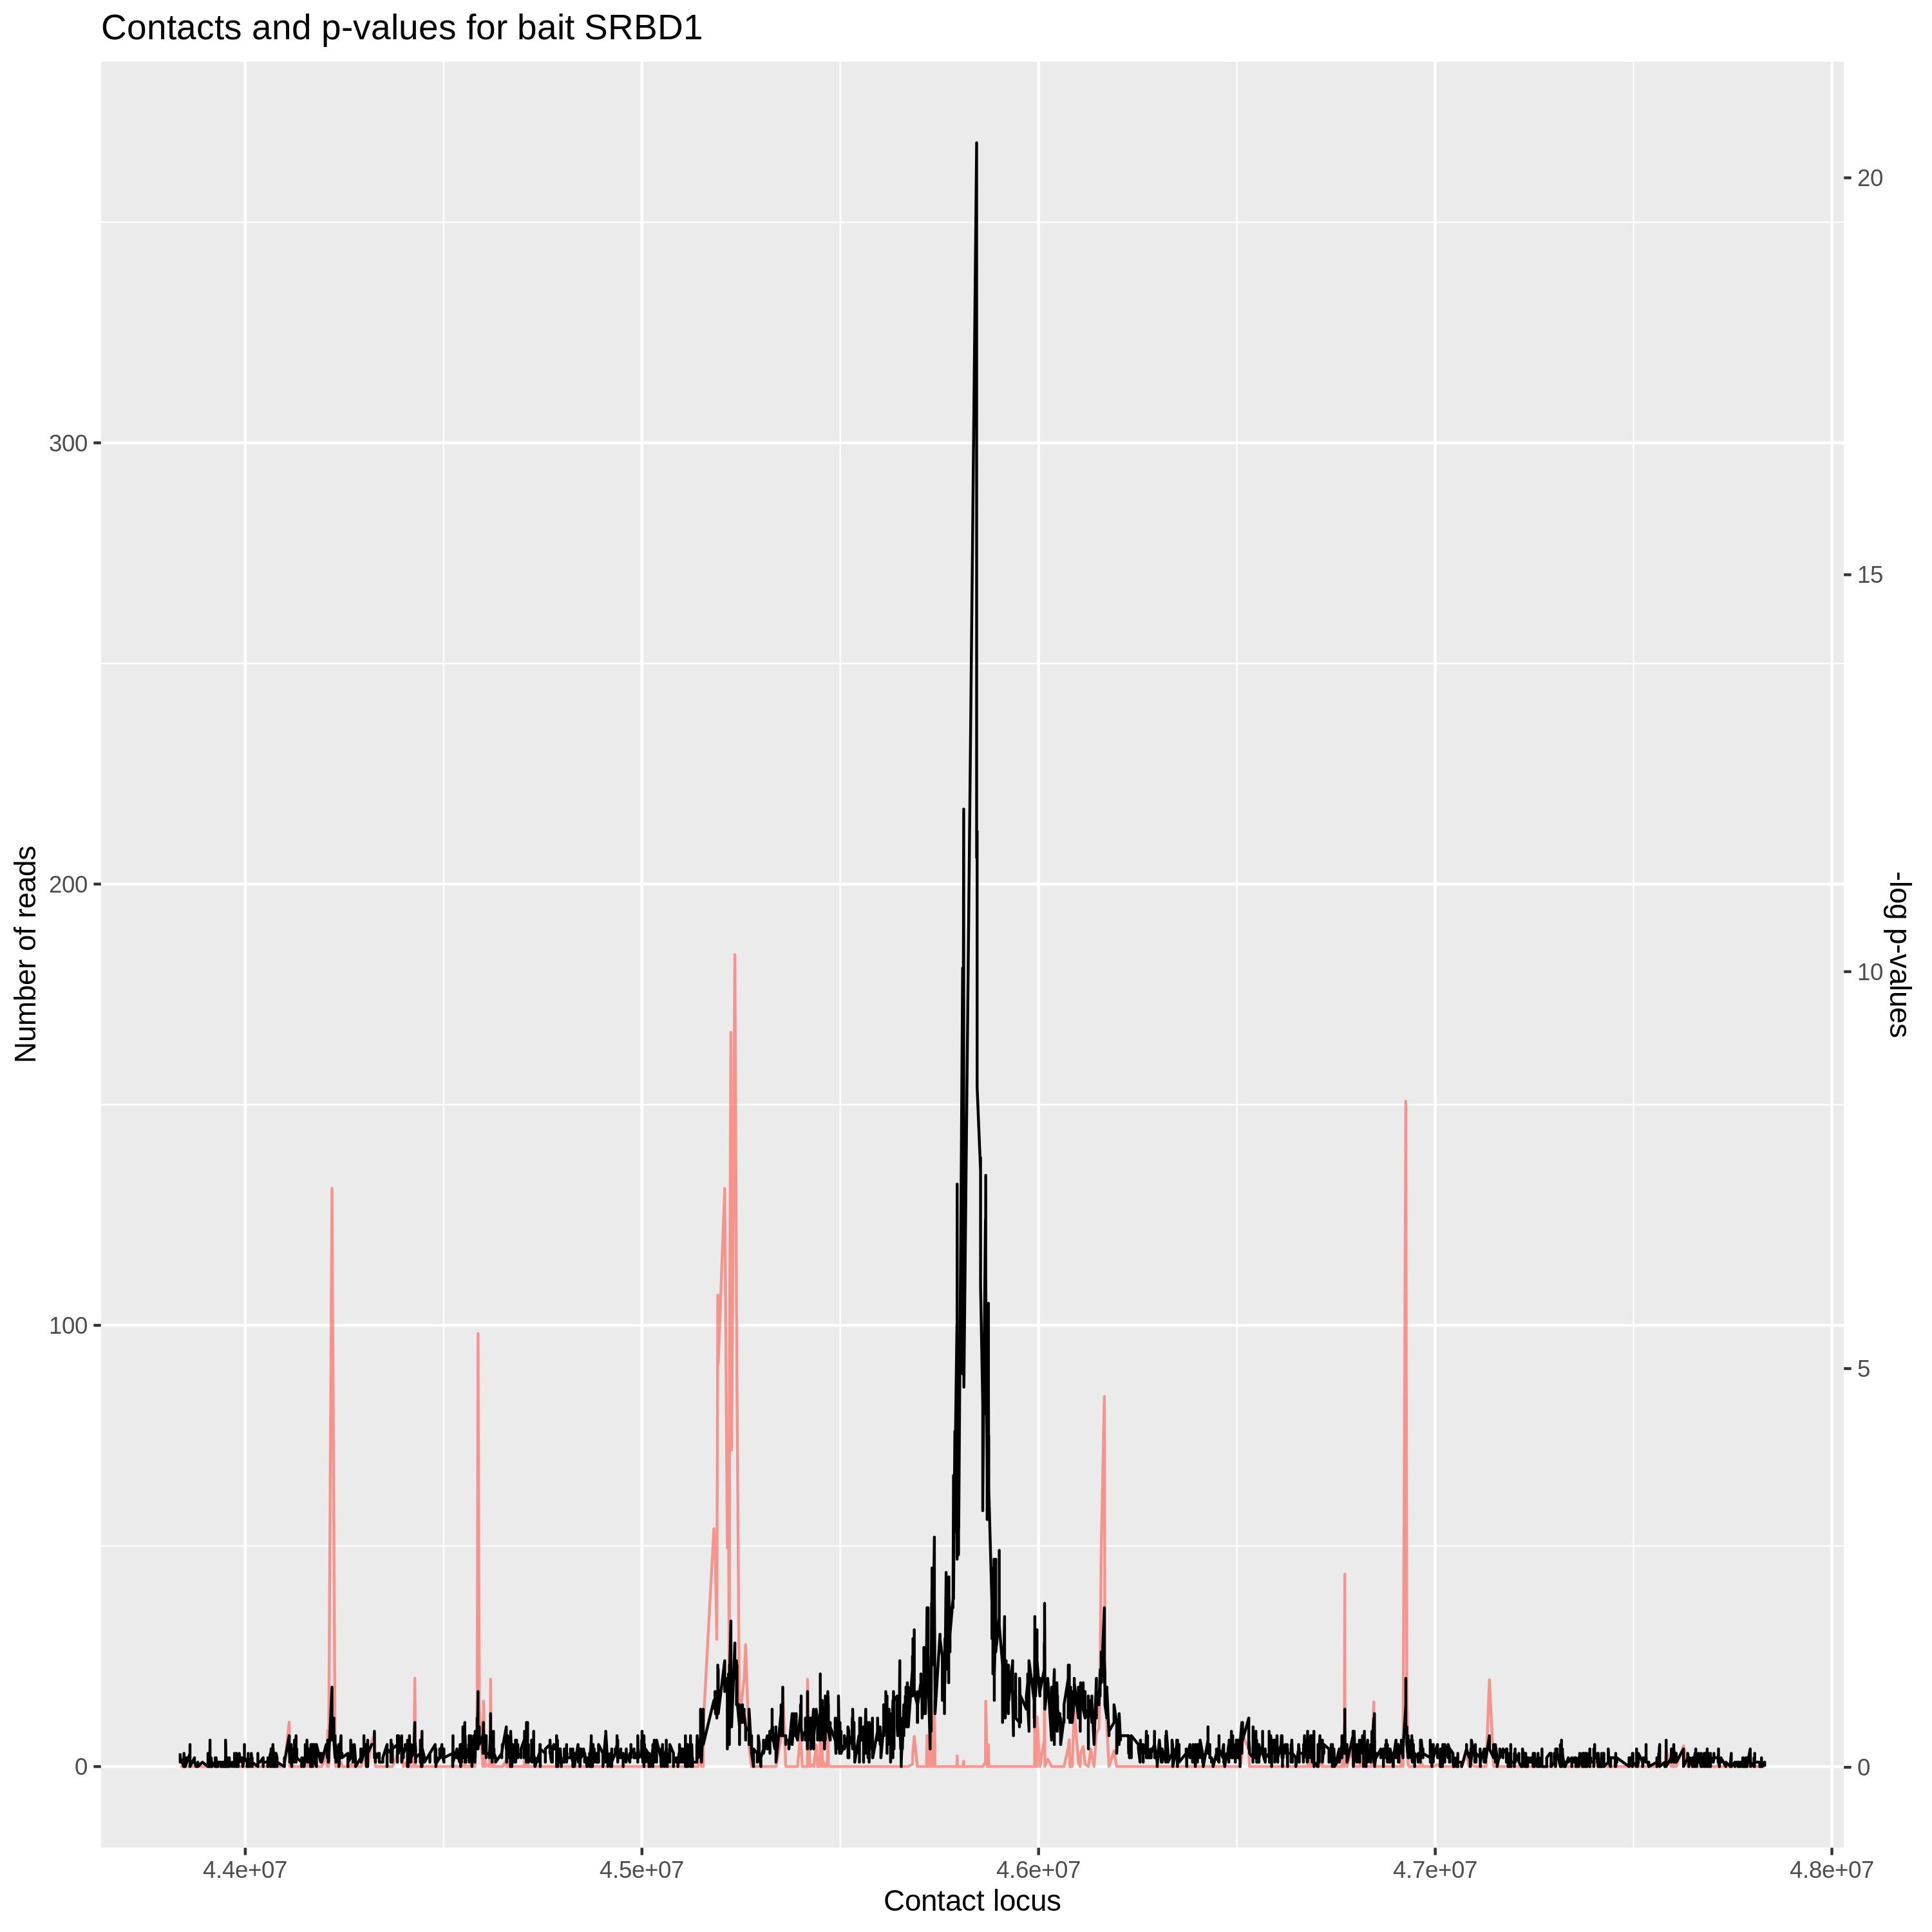 Contacts and p-values for bait SRBD1
Number of reads
300
200
100
0
20
15
10
5
0
-log p-values
4.4e+07
4.5e+07
4.6e+07
4.7e+07
4.8e+07
Contact locus